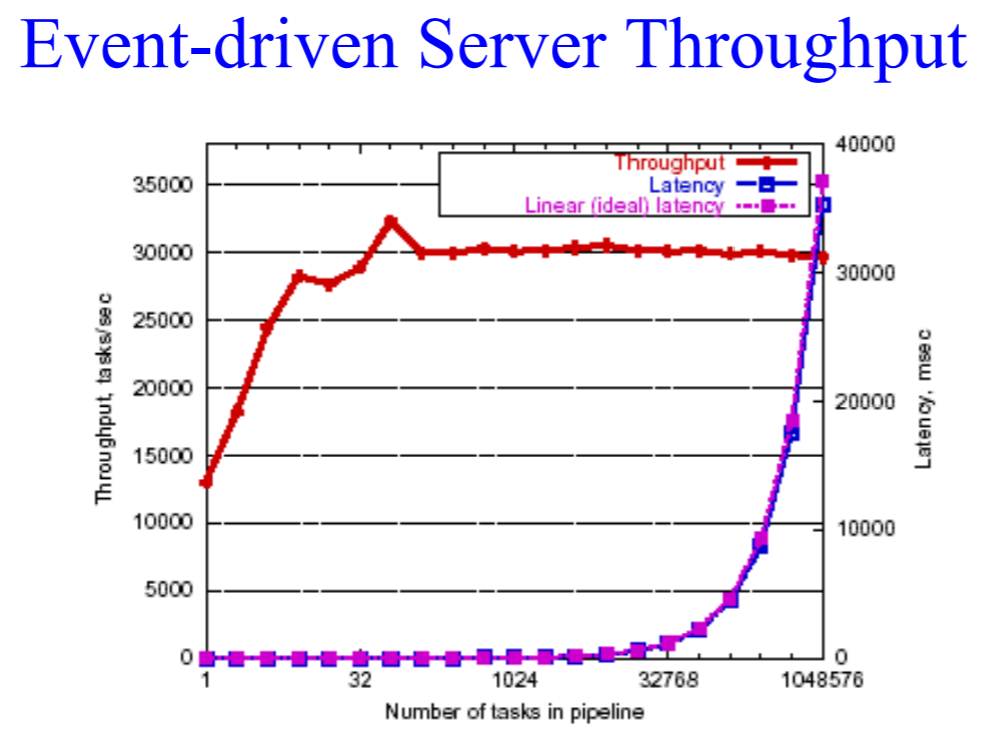 Event-driven Server Throughput
Throughput
Latency
Linear (ideal) latency
40000
35000
30000
30000
25000
20000
20000
15000
10000
10000
5000
0
0
1
32
1024
32768
1048576
Throughput, tasks/sec
Latency, msec
Number of tasks in pipeline